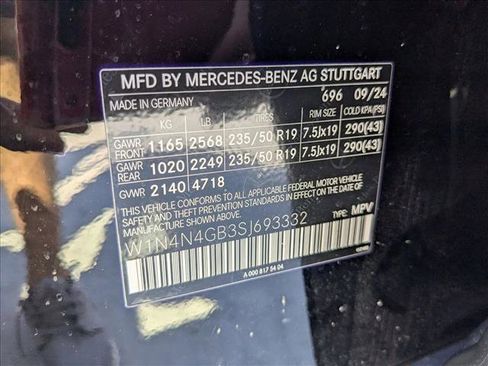 MFD BY MERCEDES-BENZ AG STUTTGART
696 09/24
MADE IN GERMANY
KG LB TIRES RIM SIZE COLD KPA (PSI)
GAWR FRONT 1165 2568 235/50 R19 7.5Jx19 290(43)
GAWR REAR 1020 2249 235/50 R19 7.5Jx19 290(43)
GVWR 2140 4718
THIS VEHICLE CONFORMS TO ALL APPLICABLE FEDERAL MOTOR VEHICLE
SAFETY AND THEFT PREVENTION STANDARDS IN EFFECT ON THE DATE OF
MANUFACTURE SHOWN ABOVE.
W1N4N4GB3SJ693332 TYPE: MPV
A 000 817 54 04